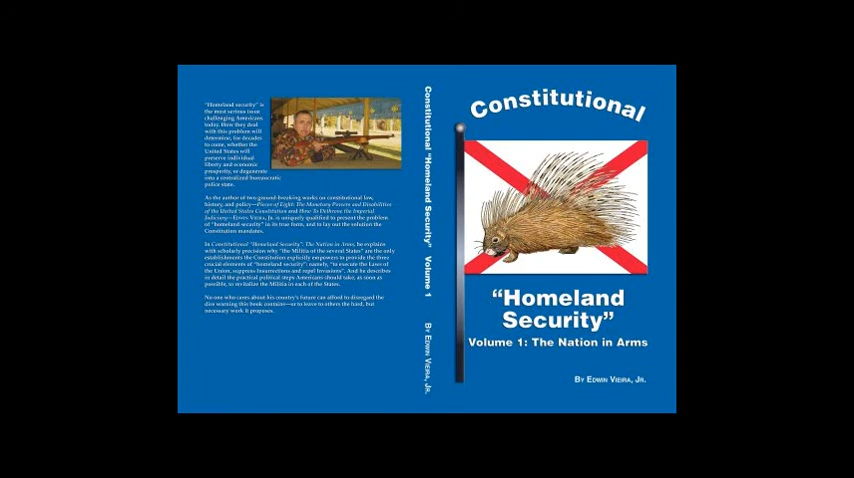 "Homeland security" is
the most serious issue
challenging Americans
today. How they deal
with this problem will
determine, for decades
to come, whether the
United States will
preserve individual
liberty and economic
prosperity, or degenerate
into a centralized bureaucratic
police state.
As the author of two ground-breaking works on constitutional law,
history, and policy—Pieces of Eight: The Monetary Powers and Disabilities
of the United States Constitution and How To Dethrone the Imperial
Judiciary—EDWIN VIEIRA, JR. is uniquely qualified to present the problem
of "homeland security" in its true form, and to lay out the solution the
Constitution mandates.
In Constitutional "Homeland Security": The Nation in Arms, he explains
with scholarly precision why "the Militia of the several States" are the only
establishments the Constitution explicitly empowers to provide the three
crucial elements of "homeland security": namely, "to execute the Laws of
the Union, suppress Insurrections and repel Invasions". And he describes
in detail the practical political steps Americans should take, as soon as
possible, to revitalize the Militia in each of the States.
No one who cares about his country's future can afford to disregard the
dire warning this book contains—or to leave to others the hard, but
necessary work it proposes.
Constitutional "Homeland Security" Volume 1 BY EDWIN VIEIRA, JR.
Constitutional
"Homeland
Security"
Volume 1: The Nation in Arms
BY EDWIN VIEIRA, JR.